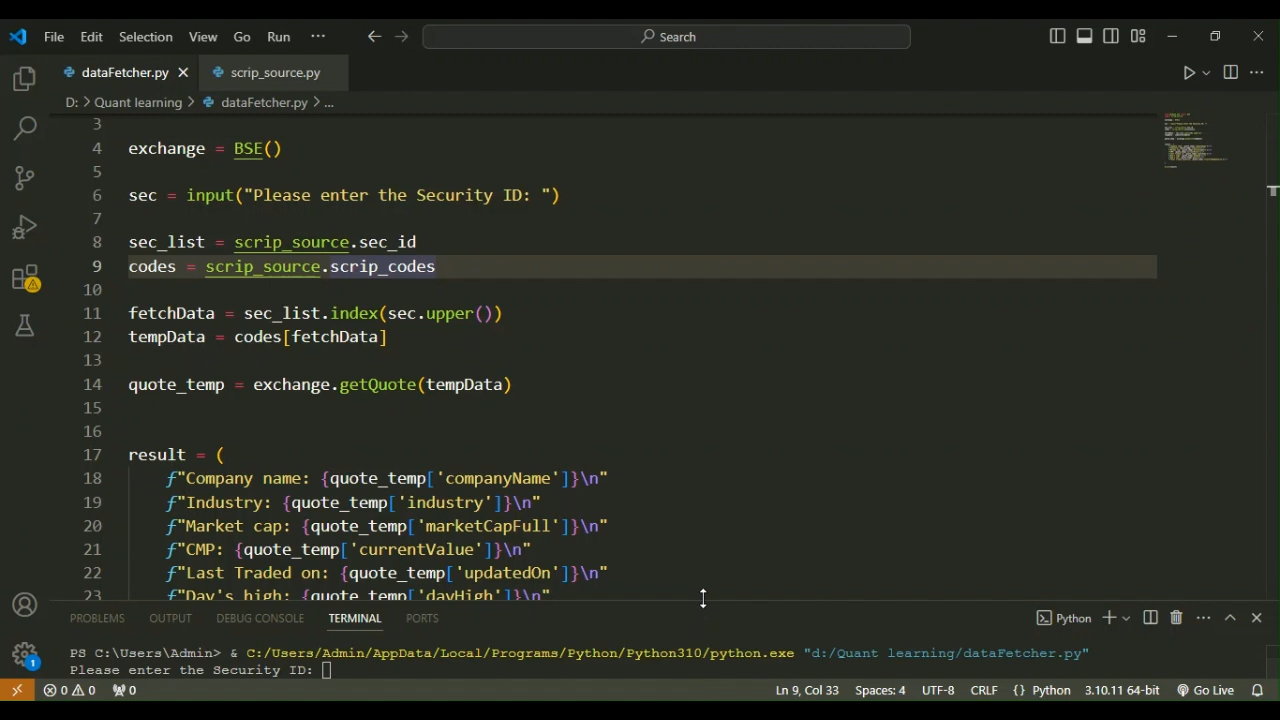 File Edit Selection View Go Run ··· Search
dataFetcher.py scrip_source.py
D: > Quant learning > dataFetcher.py > ...
3
4 exchange = BSE()
5
6 sec = input("Please enter the Security ID: ")
7
8 sec_list = scrip_source.sec_id
9 codes = scrip_source.scrip_codes
10
11 fetchData = sec_list.index(sec.upper())
12 tempData = codes[fetchData]
13
14 quote_temp = exchange.getQuote(tempData)
15
16
17 result = (
18 f"Company name: {quote_temp['companyName']}\n"
19 f"Industry: {quote_temp['industry']}\n"
20 f"Market cap: {quote_temp['marketCapFull']}\n"
21 f"CMP: {quote_temp['currentValue']}\n"
22 f"Last Traded on: {quote_temp['updatedOn']}\n"
23 f"Day's high: {quote_temp['dayHigh']}\n"
PROBLEMS OUTPUT DEBUG CONSOLE TERMINAL PORTS Python
PS C:\Users\Admin> & C:/Users/Admin/AppData/Local/Programs/Python/Python310/python.exe "d:/Quant learning/dataFetcher.py"
Please enter the Security ID:
1
0 0 0 Ln 9, Col 33 Spaces: 4 UTF-8 CRLF {} Python 3.10.11 64-bit Go Live